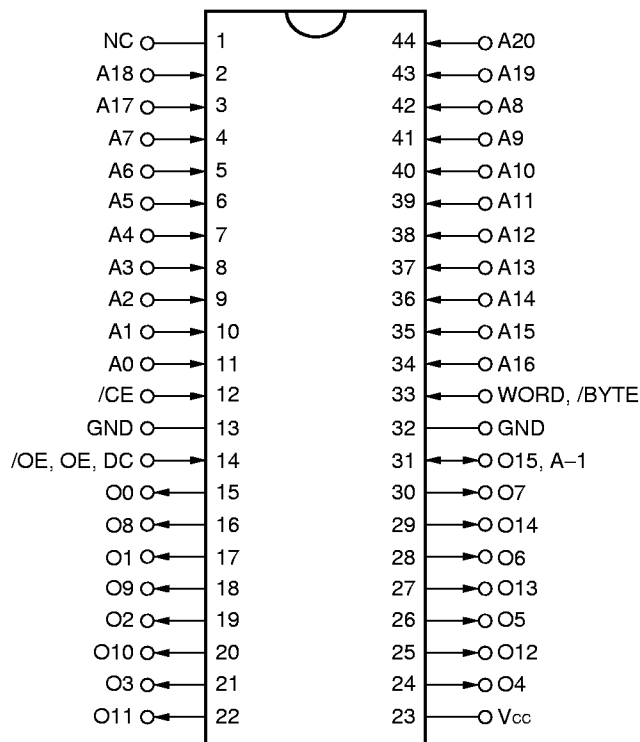 NC 1 44 A20
A18 2 43 A19
A17 3 42 A8
A7 4 41 A9
A6 5 40 A10
A5 6 39 A11
A4 7 38 A12
A3 8 37 A13
A2 9 36 A14
A1 10 35 A15
A0 11 34 A16
/CE 12 33 WORD, /BYTE
GND 13 32 GND
/OE, OE, DC 14 31 O15, A−1
O0 15 30 O7
O8 16 29 O14
O1 17 28 O6
O9 18 27 O13
O2 19 26 O5
O10 20 25 O12
O3 21 24 O4
O11 22 23 Vcc